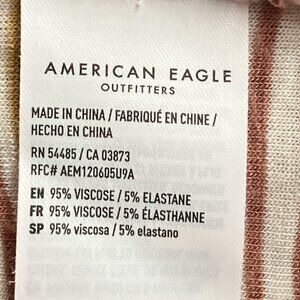 AMERICAN EAGLE
OUTFITTERS
MADE IN CHINA / FABRIQUÉ EN CHINE /
HECHO EN CHINA
RN 54485 / CA 03873
RFC# AEM120605U9A
EN 95% VISCOSE / 5% ELASTANE
FR 95% VISCOSE / 5% ÉLASTHANNE
SP 95% viscosa / 5% elastano